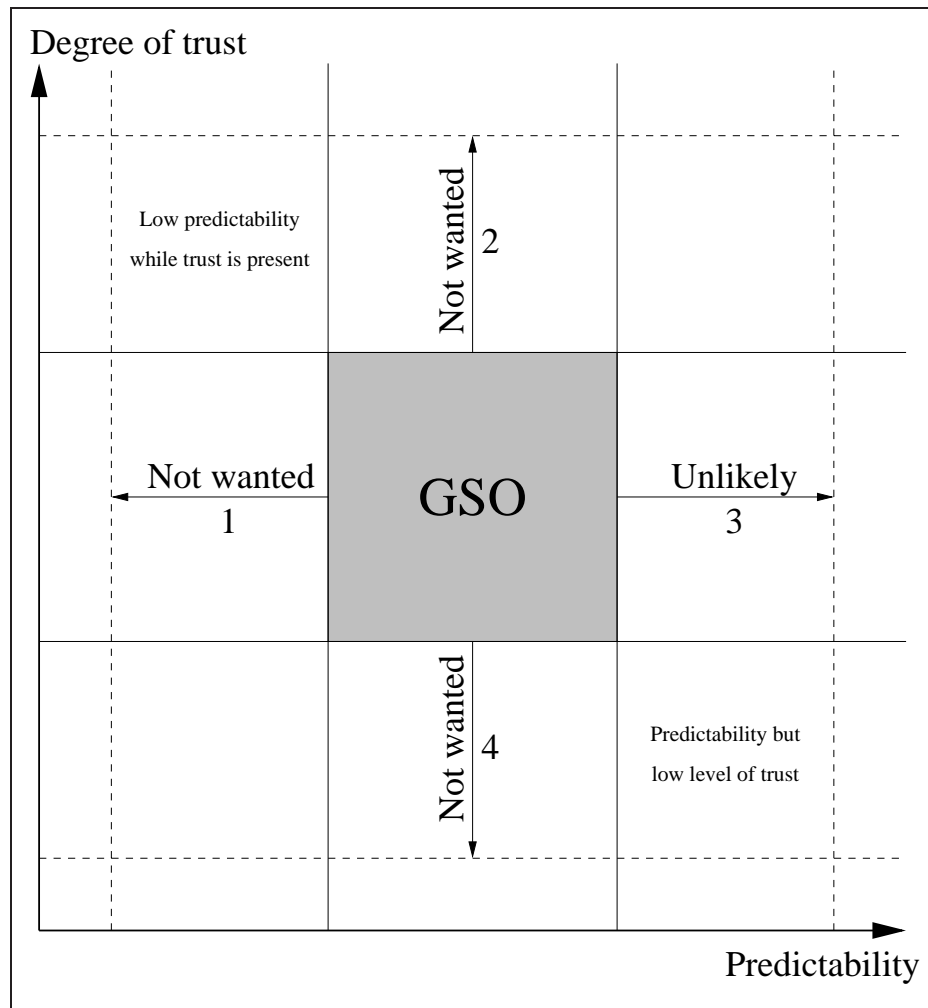 Degree of trust
Low predictability
while trust is present
Not wanted
2
Not wanted
1
GSO
Unlikely
3
Not wanted
4
Predictability but
low level of trust
Predictability